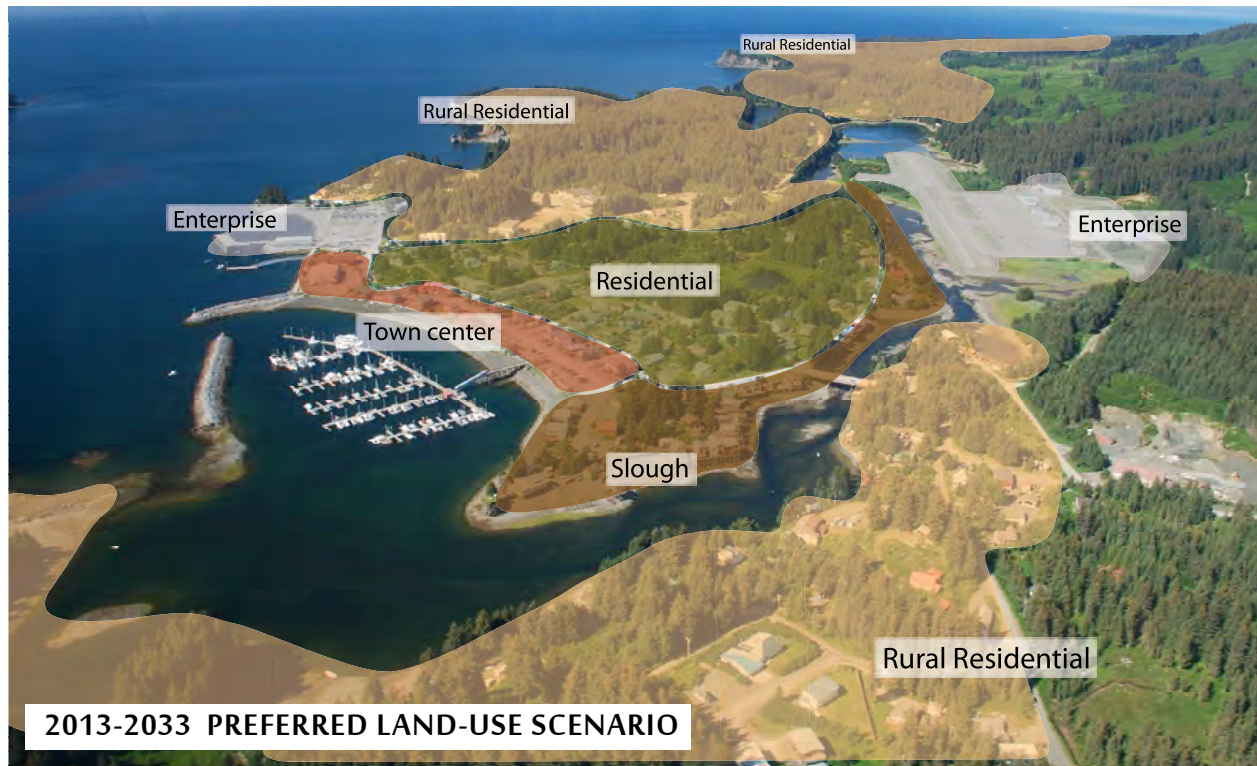 Rural Residential
Rural Residential
Enterprise
Enterprise
Residential
Town center
Slough
Rural Residential
2013-2033 PREFERRED LAND-USE SCENARIO